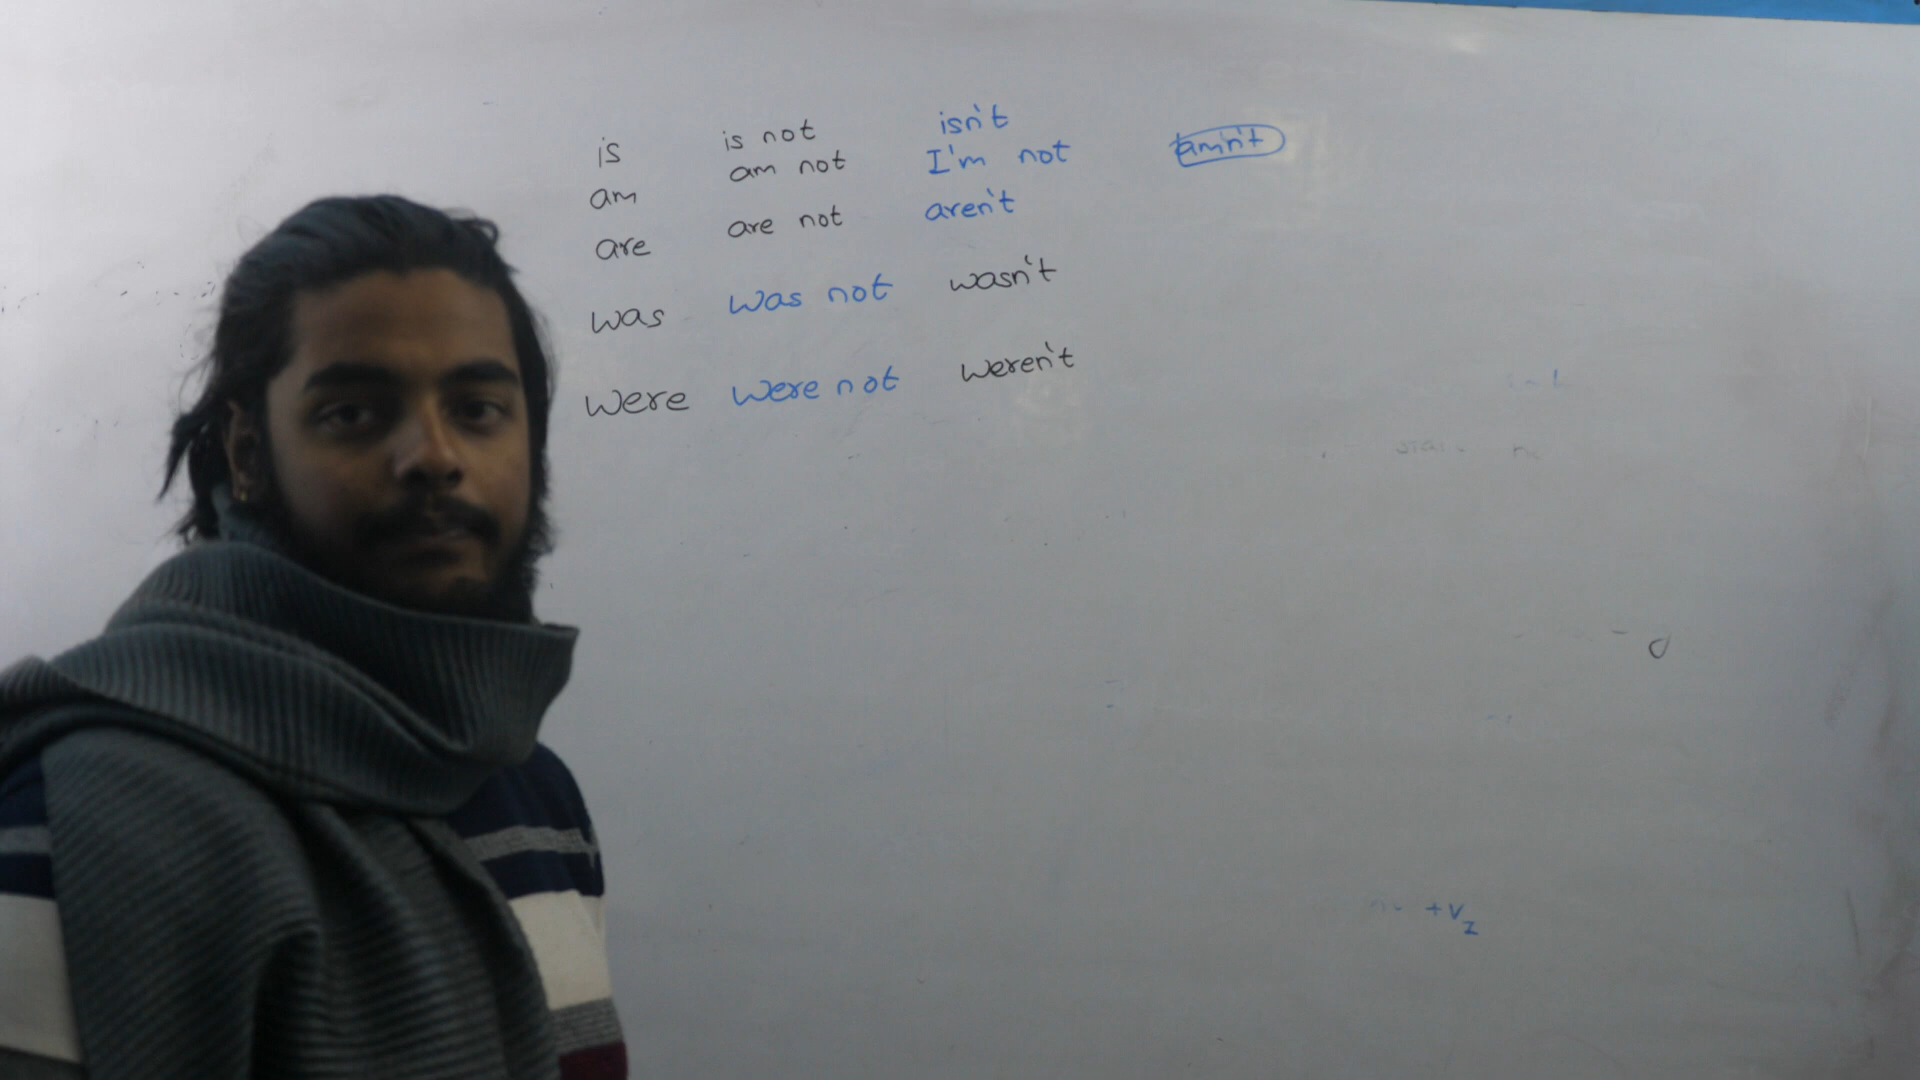 is is not isn't
am am not I'm not amn't
are are not aren't
was was not wasn't
were were not weren't
+V₂